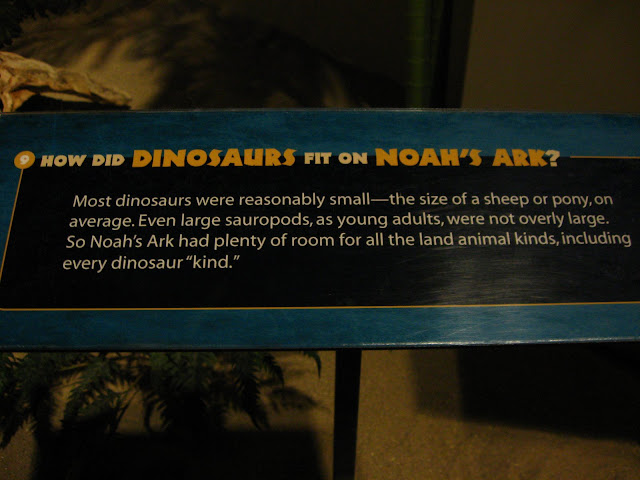 9 HOW DID DINOSAURS FIT ON NOAH'S ARK?
Most dinosaurs were reasonably small—the size of a sheep or pony, on
average. Even large sauropods, as young adults, were not overly large.
So Noah's Ark had plenty of room for all the land animal kinds, including
every dinosaur "kind."